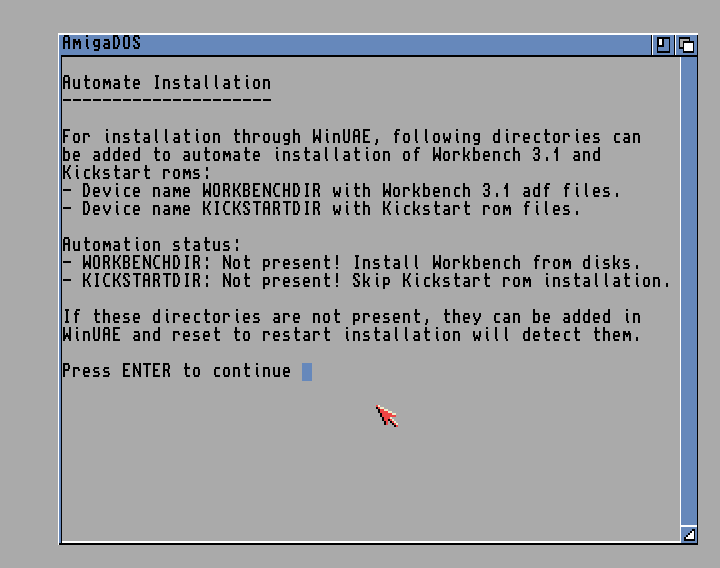 AmigaDOS
Automate Installation
---------------------
For installation through WinUAE, following directories can
be added to automate installation of Workbench 3.1 and
Kickstart roms:
- Device name WORKBENCHDIR with Workbench 3.1 adf files.
- Device name KICKSTARTDIR with Kickstart rom files.
Automation status:
- WORKBENCHDIR: Not present! Install Workbench from disks.
- KICKSTARTDIR: Not present! Skip Kickstart rom installation.
If these directories are not present, they can be added in
WinUAE and reset to restart installation will detect them.
Press ENTER to continue